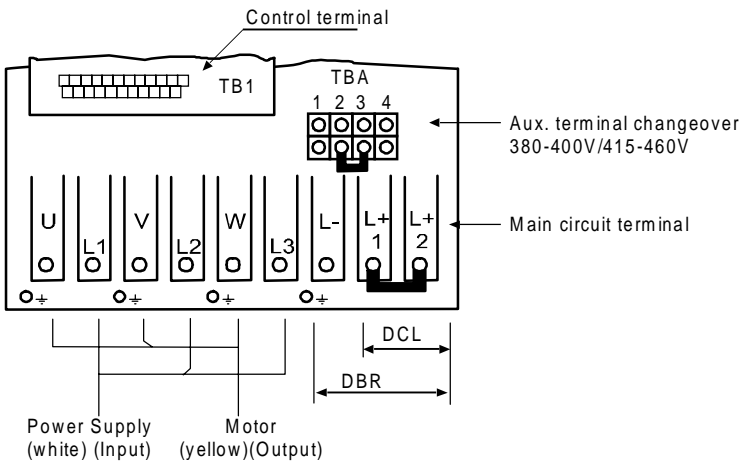 Control terminal
TB1
TBA
1 2 3 4
Aux. terminal changeover
380-400V/415-460V
U L1 V L2 W L3 L- L+ 1 L+ 2
Main circuit terminal
DCL
DBR
Power Supply
(white) (Input)
Motor
(yellow)(Output)